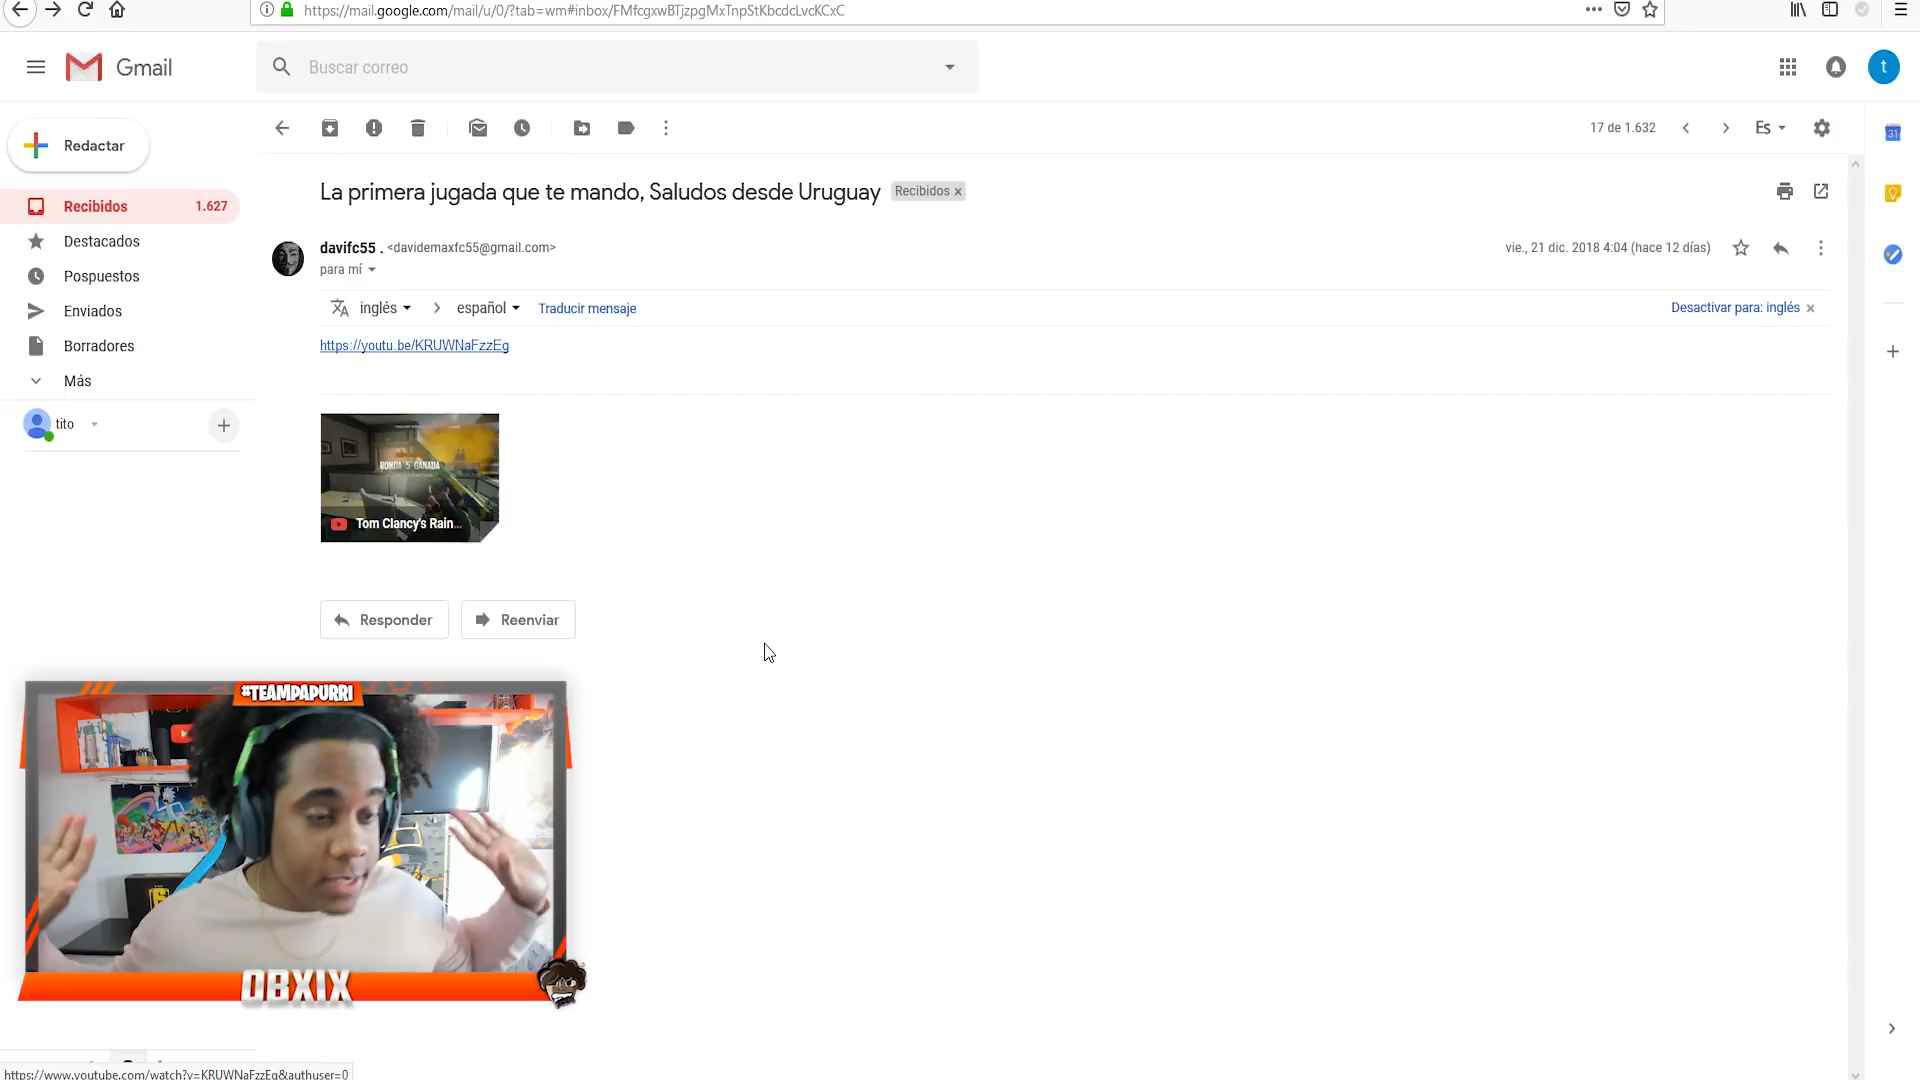 https://mail.google.com/mail/u/0/?tab=wm#inbox/FMfcgxwBTjzpgMxTnpStKbcdcLvcKCxC
Gmail
Buscar correo
t
Redactar
17 de 1.632
Es
31
Recibidos 1.627
Destacados
Pospuestos
Enviados
Borradores
Más
tito
La primera jugada que te mando, Saludos desde Uruguay
Recibidos x
davifc55 . <davidemaxfc55@gmail.com>
vie., 21 dic. 2018 4:04 (hace 12 días)
para mí
inglés > español Traducir mensaje
Desactivar para: inglés x
https://youtu.be/KRUWNaFzzEg
RONDA 5 GANADA
Tom Clancy's Rain...
Responder
Reenviar
#TEAMPAPURRI
6
OBXIX
https://www.youtube.com/watch?v=KRUWNaFzzEg&authuser=0